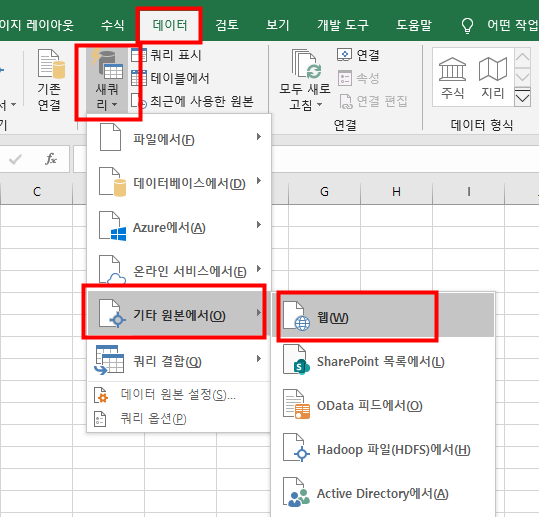 이지 레이아웃 수식 데이터 검토 보기 개발 도구 도움말 어떤 작업
기존 연결
새쿼리
쿼리 표시
테이블에서
최근에 사용한 원본
모두 새로 고침
연결
속성
연결 편집
연결
주식
지리
데이터 형식
기
fx
C G H I
파일에서(F)
데이터베이스에서(D)
Azure에서(A)
온라인 서비스에서(E)
기타 원본에서(O)
쿼리 결합(Q)
데이터 원본 설정(S)...
쿼리 옵션(P)
웹(W)
SharePoint 목록에서(L)
OData 피드에서(O)
Hadoop 파일(HDFS)에서(H)
Active Directory에서(A)